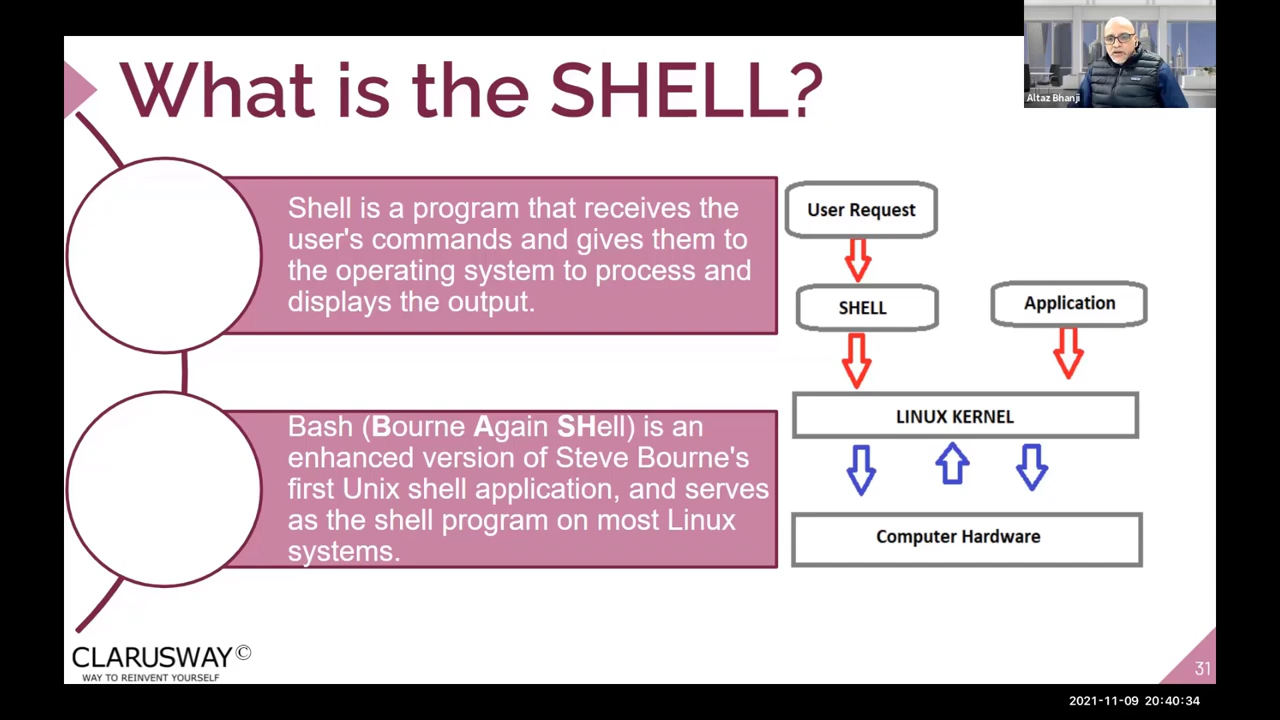 What is the SHELL?
Altaz Bhanji
Shell is a program that receives the
user's commands and gives them to
the operating system to process and
displays the output.
Bash (Bourne Again SHell) is an
enhanced version of Steve Bourne's
first Unix shell application, and serves
as the shell program on most Linux
systems.
User Request
SHELL
Application
LINUX KERNEL
Computer Hardware
CLARUSWAY©
WAY TO REINVENT YOURSELF
31
2021-11-09 20:40:34